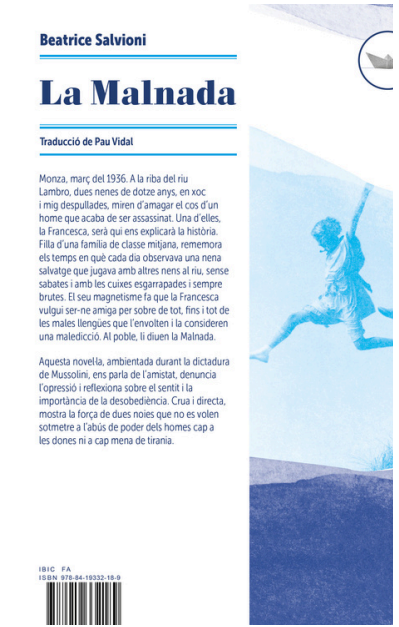 Beatrice Salvioni
La Malnada
Traducció de Pau Vidal
Monza, març del 1936. A la riba del riu
Lambro, dues nenes de dotze anys, en xoc
i mig despullades, miren d'amagar el cos d'un
home que acaba de ser assassinat. Una d'elles,
la Francesca, serà qui ens explicarà la història.
Filla d'una família de classe mitjana, rememora
els temps en què cada dia observava una nena
salvatge que jugava amb altres nens al riu, sense
sabates i amb les cuixes esgarrapades i sempre
brutes. El seu magnetisme fa que la Francesca
vulgui ser-ne amiga per sobre de tot, fins i tot de
les males llengües que l'envolten i la consideren
una maledicció. Al poble, li diuen la Malnada.
Aquesta novel·la, ambientada durant la dictadura
de Mussolini, ens parla de l'amistat, denuncia
l'opressió i reflexiona sobre el sentit i la
importància de la desobediència. Crua i directa,
mostra la força de dues noies que no es volen
sotmetre a l'abús de poder dels homes cap a
les dones ni a cap mena de tirania.
IBIC FA
ISBN 978-84-19332-18-9